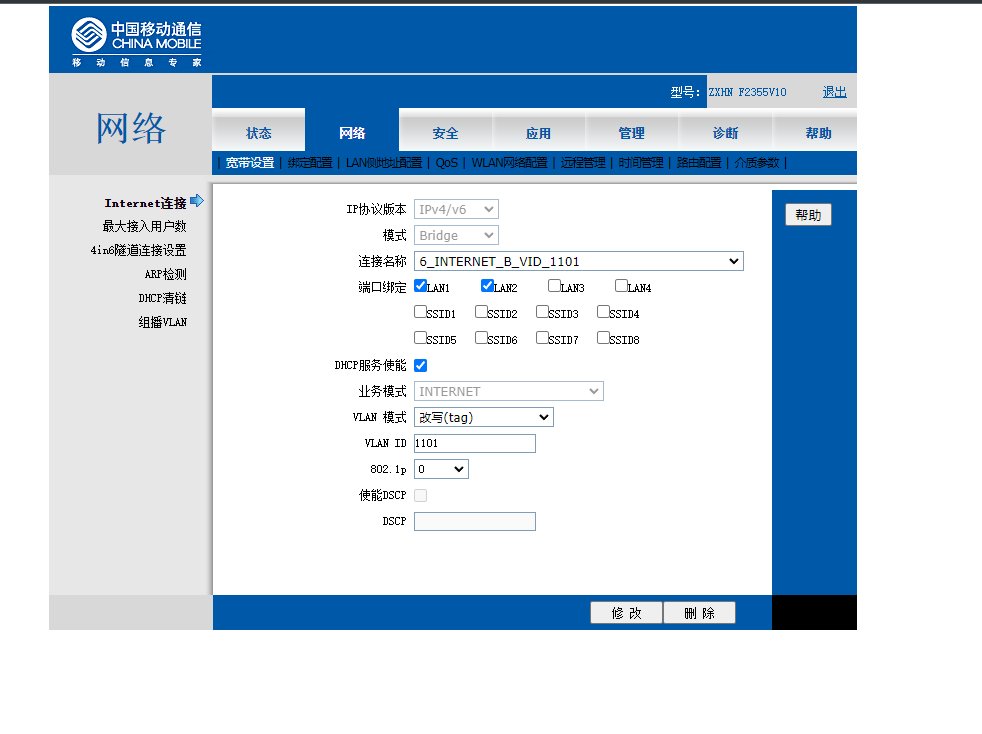 中国移动通信
CHINA MOBILE
移动信息专家
型号： ZXHN F2355V10 退出
网络
状态 网络 安全 应用 管理 诊断 帮助
| 宽带设置 | 绑定配置 | LAN侧地址配置 | QoS | WLAN网络配置 | 远程管理 | 时间管理 | 路由配置 | 介质参数 |
Internet连接
最大接入用户数
4in6隧道连接设置
ARP检测
DHCP清链
组播VLAN
IP协议版本 IPv4/v6
模式 Bridge
连接名称 6_INTERNET_B_VID_1101
端口绑定 LAN1 LAN2 LAN3 LAN4
SSID1 SSID2 SSID3 SSID4
SSID5 SSID6 SSID7 SSID8
DHCP服务使能
业务模式 INTERNET
VLAN 模式 改写(tag)
VLAN ID 1101
802.1p 0
使能DSCP
DSCP
帮助
修 改 删 除